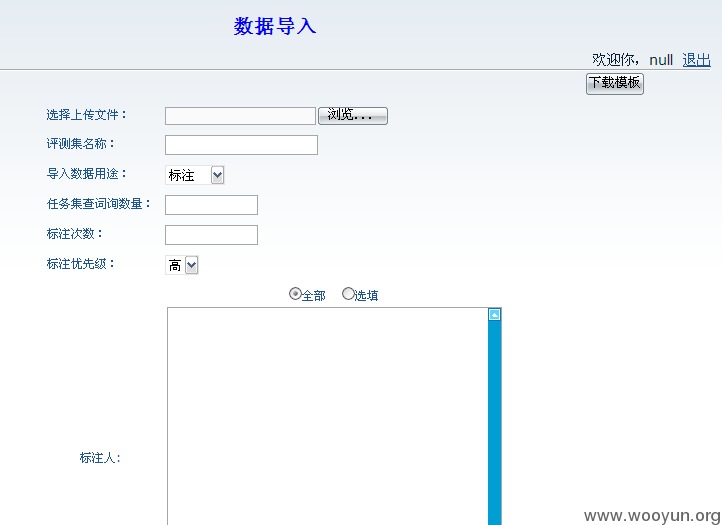 数据导入
欢迎你，null 退出
下载模板
选择上传文件： 浏览...
评测集名称：
导入数据用途： 标注
任务集查词询数量：
标注次数：
标注优先级： 高
全部 选填
标注人:
www.wooyun.org